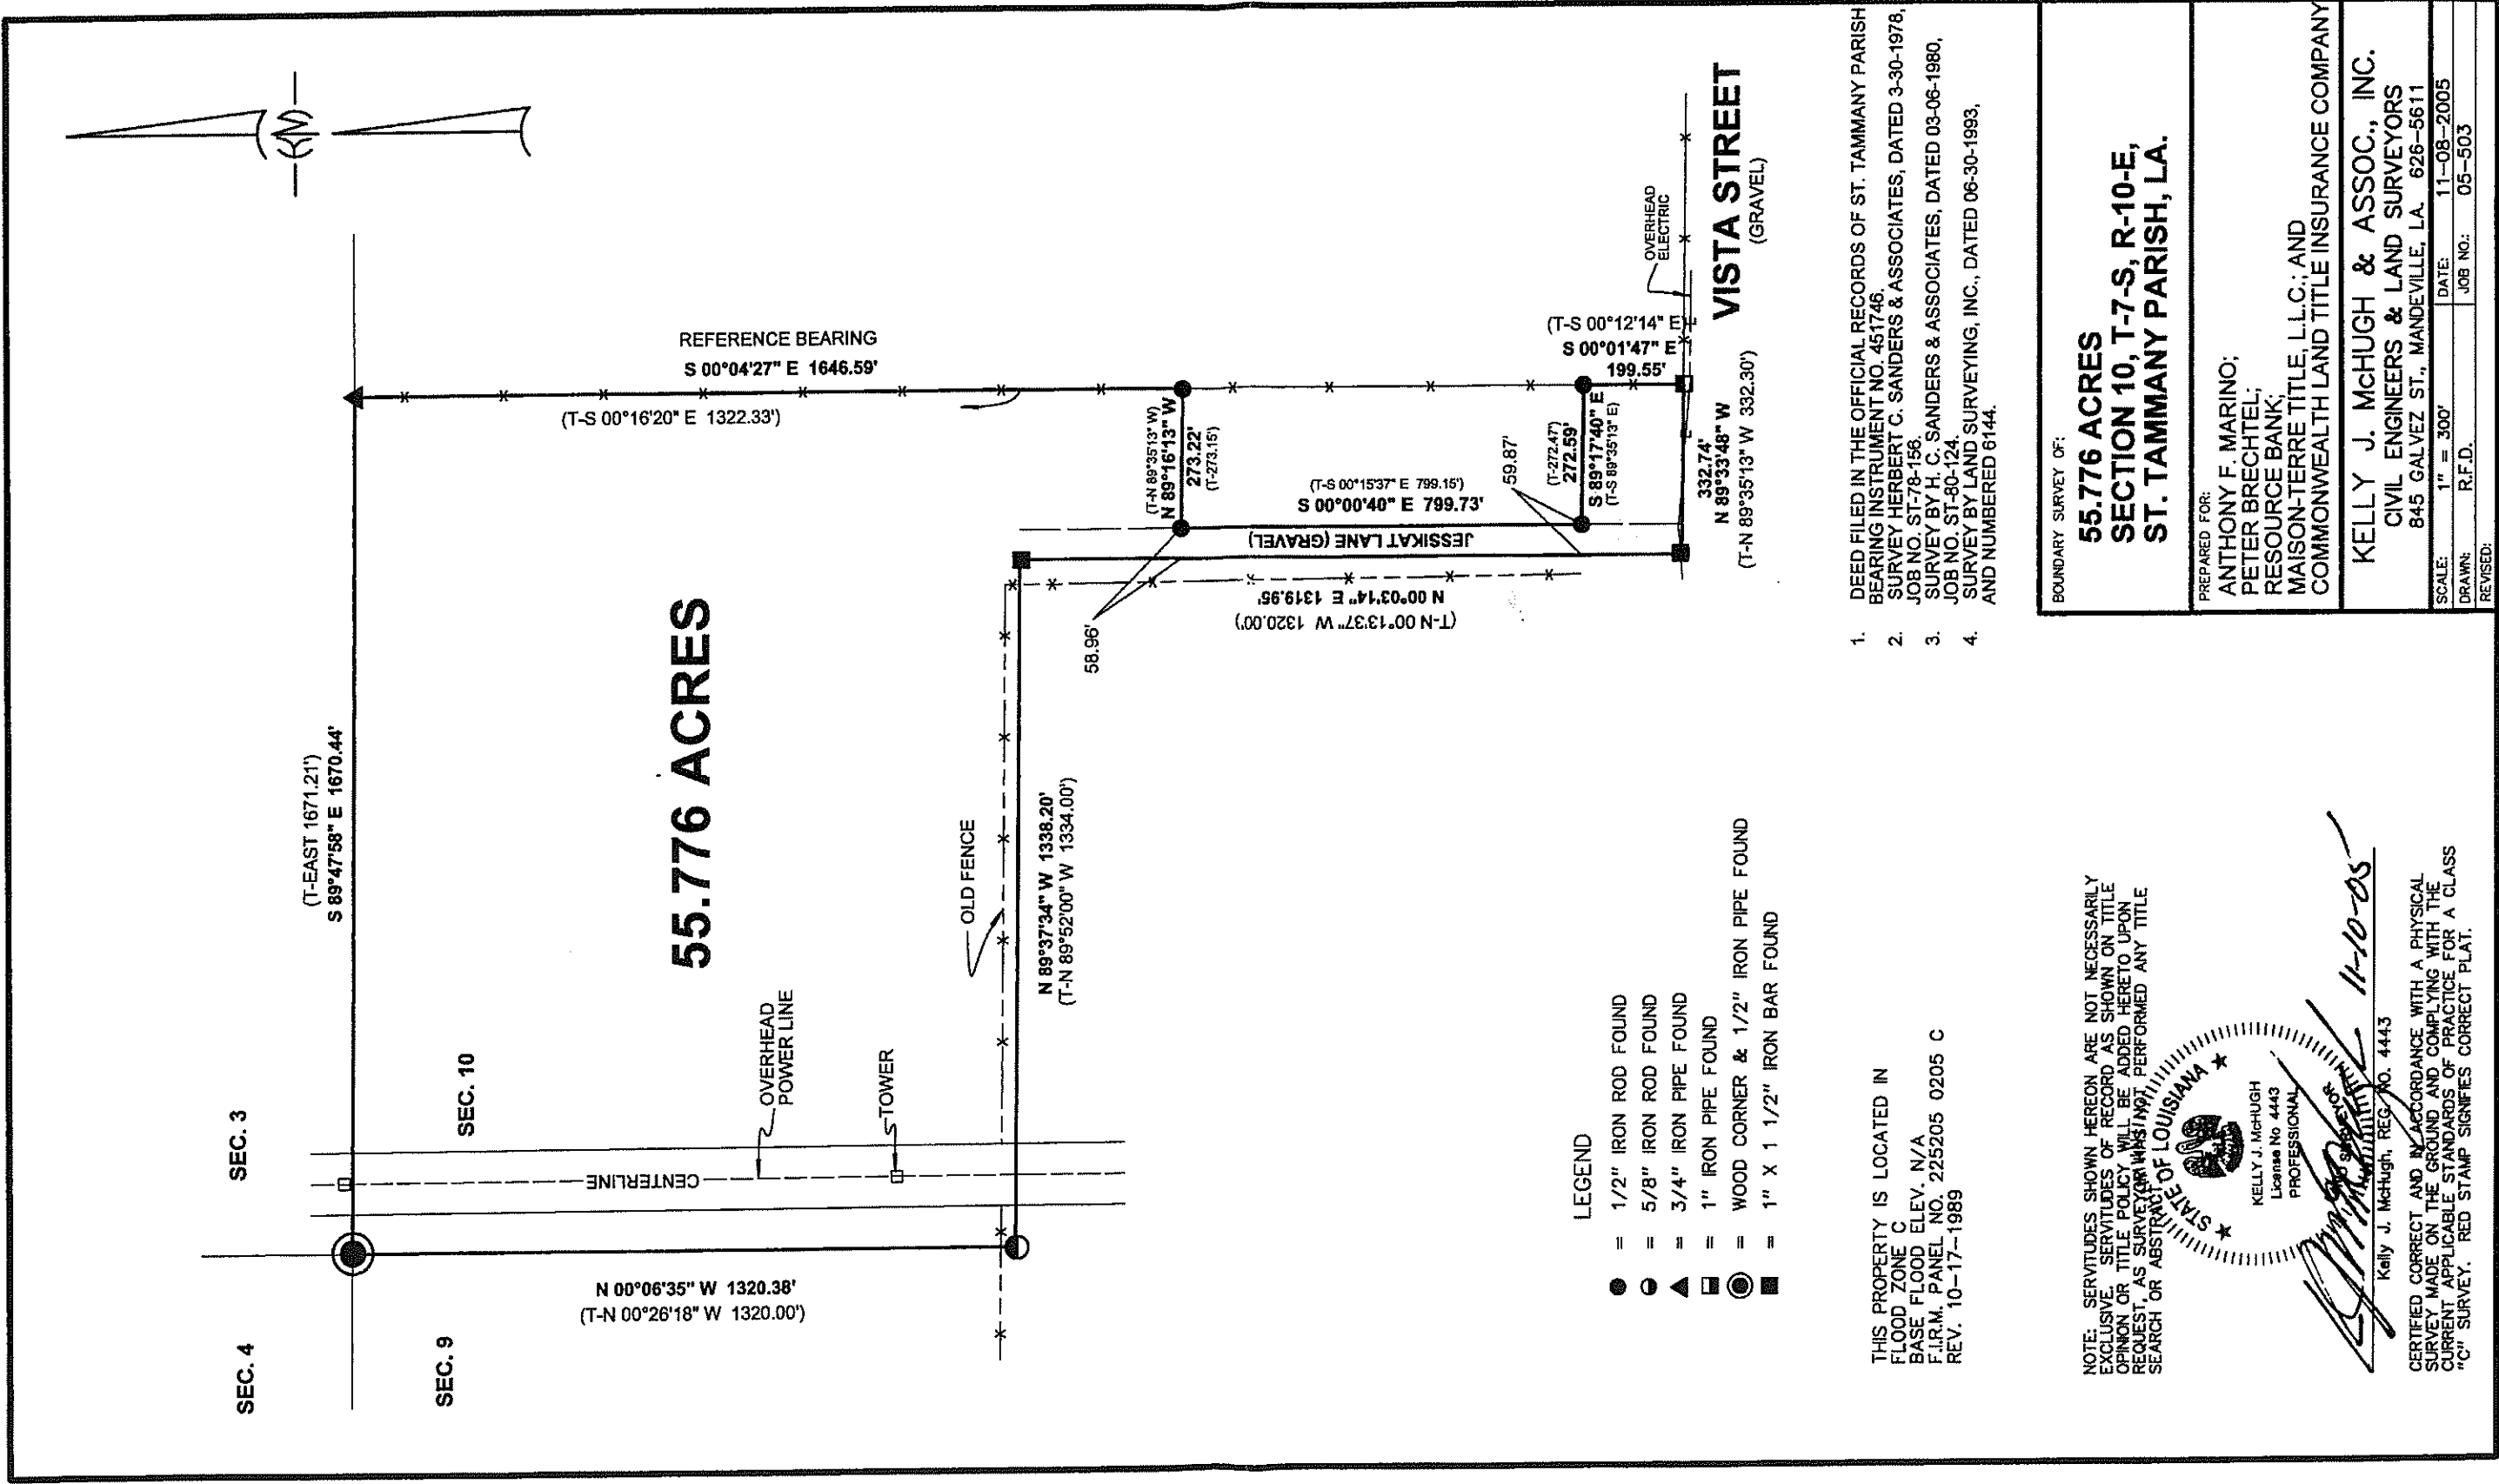 SEC. 4
SEC. 3
SEC. 9
SEC. 10
(T-EAST 1671.21')
S 89°47'58" E 1670.44'
N 00°06'35" W 1320.38'
(T-N 00°26'18" W 1320.00')
CENTERLINE
OVERHEAD
POWER LINE
TOWER
55.776 ACRES
OLD FENCE
N 89°37'34" W 1338.20'
(T-N 89°52'00" W 1334.00')
REFERENCE BEARING
S 00°04'27" E 1646.59'
(T-S 00°16'20" E 1322.33')
(T-N 89°35'13" W)
N 89°16'13" W
273.22'
(T-273.15')
58.96'
JESSIKAT LANE (GRAVEL)
(T-S 00°15'37" E 799.15')
S 00°00'40" E 799.73'
N 00°03'14" E 1319.95'
(T-N 00°13'37" W 1320.00')
59.87'
(T-272.47')
272.59'
S 89°17'40" E
(T-S 89°35'13" E)
(T-S 00°12'14" E)
S 00°01'47" E
199.55'
OVERHEAD
ELECTRIC
332.74'
N 89°33'48" W
(T-N 89°35'13" W 332.30')
VISTA STREET
(GRAVEL)
LEGEND
= 1/2" IRON ROD FOUND
= 5/8" IRON ROD FOUND
= 3/4" IRON PIPE FOUND
= 1" IRON PIPE FOUND
= WOOD CORNER & 1/2" IRON PIPE FOUND
= 1" X 1 1/2" IRON BAR FOUND
THIS PROPERTY IS LOCATED IN
FLOOD ZONE C
BASE FLOOD ELEV. N/A
F.I.R.M. PANEL NO. 225205 0205 C
REV. 10-17-1989
1. DEED FILED IN THE OFFICIAL RECORDS OF ST. TAMMANY PARISH
BEARING INSTRUMENT NO. 451746.
2. SURVEY HERBERT C. SANDERS & ASSOCIATES, DATED 3-30-1978,
JOB NO. ST-78-156.
3. SURVEY BY H. C. SANDERS & ASSOCIATES, DATED 03-06-1980,
JOB NO. ST-80-124.
4. SURVEY BY LAND SURVEYING, INC., DATED 06-30-1993,
AND NUMBERED 6144.
NOTE: SERVITUDES SHOWN HEREON ARE NOT NECESSARILY
EXCLUSIVE. SERVITUDES OF RECORD AS SHOWN ON TITLE
OPINION OR TITLE POLICY WILL BE ADDED HERETO UPON
REQUEST, AS SURVEYOR HAS NOT PERFORMED ANY TITLE
SEARCH OR ABSTRACT.
STATE OF LOUISIANA
KELLY J. McHUGH
License No 4443
PROFESSIONAL
SURVEYOR
11-10-05
Kelly J. McHugh, REG. NO. 4443
CERTIFIED CORRECT AND IN ACCORDANCE WITH A PHYSICAL
SURVEY MADE ON THE GROUND AND COMPLYING WITH THE
CURRENT APPLICABLE STANDARDS OF PRACTICE FOR A CLASS
"C" SURVEY. RED STAMP SIGNIFIES CORRECT PLAT.
BOUNDARY SURVEY OF:
55.776 ACRES
SECTION 10, T-7-S, R-10-E,
ST. TAMMANY PARISH, LA.
PREPARED FOR:
ANTHONY F. MARINO;
PETER BRECHTEL;
RESOURCE BANK;
MAISON-TERRE TITLE, L.L.C.; AND
COMMONWEALTH LAND TITLE INSURANCE COMPANY
KELLY J. McHUGH & ASSOC., INC.
CIVIL ENGINEERS & LAND SURVEYORS
845 GALVEZ ST., MANDEVILLE, LA. 626-5611
SCALE: 1" = 300' DATE: 11-08-2005
DRAWN: R.F.D. JOB NO.: 05-503
REVISED: